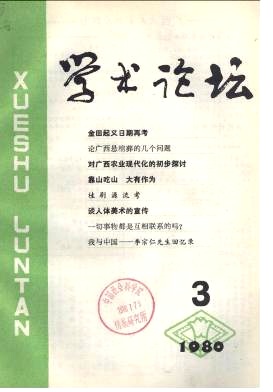 XUESHU LUNTAN
学术论坛
金田起义日期再考
论广西悬棺葬的几个问题
对广西农业现代化的初步探讨
靠山吃山 大有作为
桂剧源流考
谈人体美术的宣传
一切事物都是互相联系的吗?
我与中国——李宗仁先生回忆录
3
1980